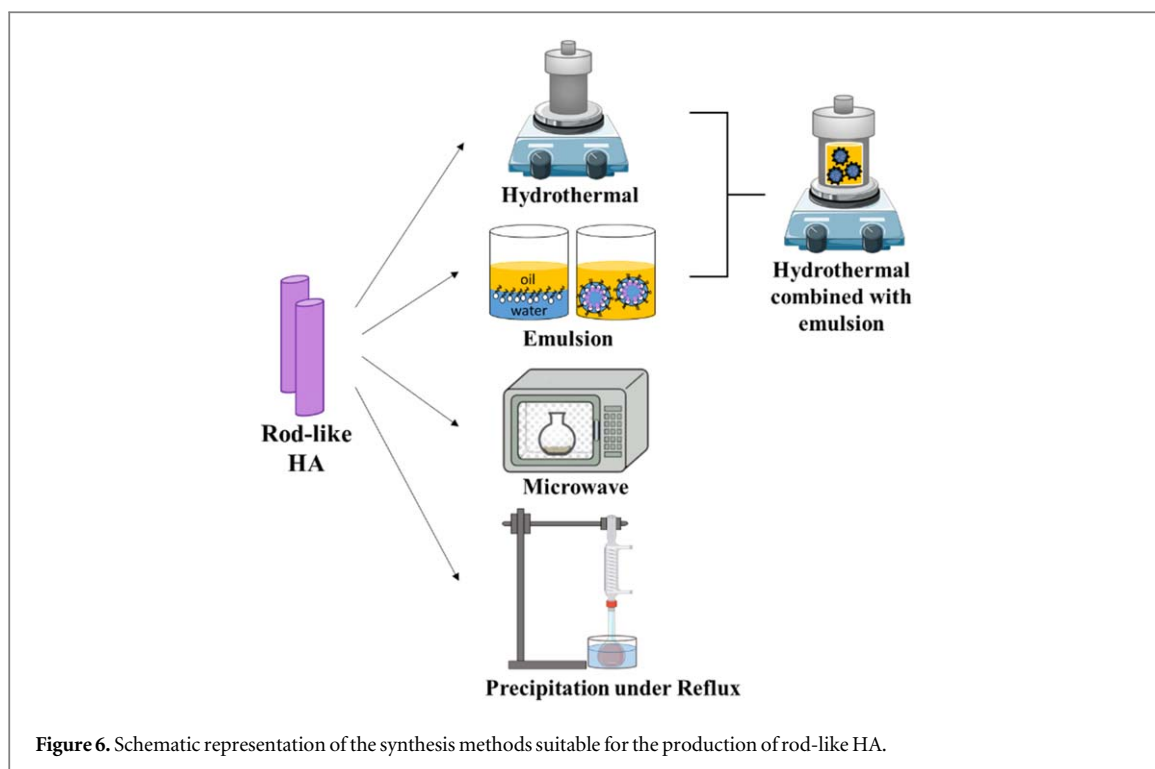 Hydrothermal
oil
water
Emulsion
Hydrothermal
combined with
emulsion
Rod-like
HA
Microwave
Precipitation under Reflux
Figure 6. Schematic representation of the synthesis methods suitable for the production of rod-like HA.